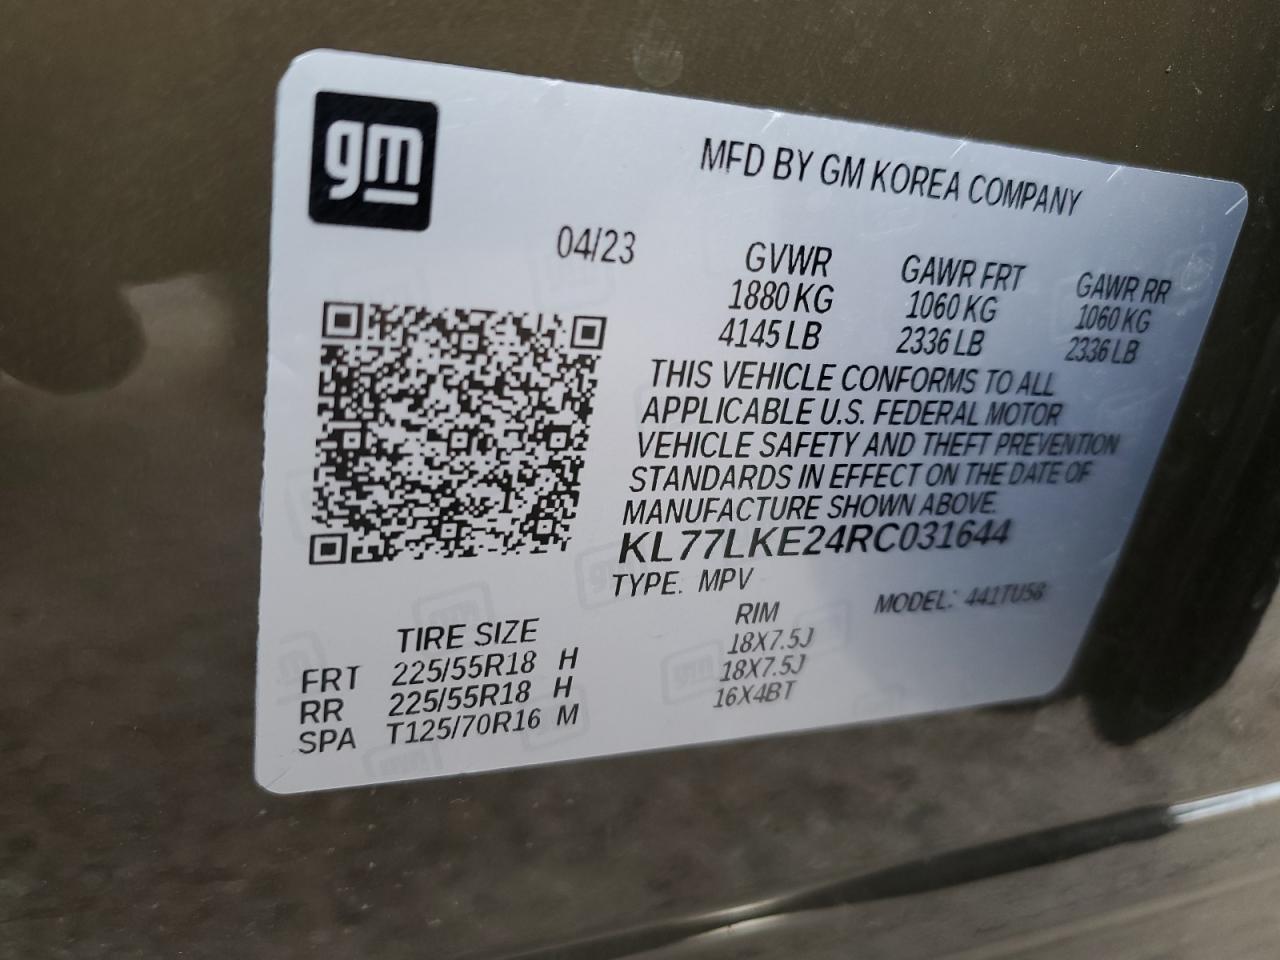 gm
MFD BY GM KOREA COMPANY
04/23 GVWR GAWR FRT GAWR RR
1880 KG 1060 KG 1060 KG
4145 LB 2336 LB 2336 LB
THIS VEHICLE CONFORMS TO ALL
APPLICABLE U.S. FEDERAL MOTOR
VEHICLE SAFETY AND THEFT PREVENTION
STANDARDS IN EFFECT ON THE DATE OF
MANUFACTURE SHOWN ABOVE.
KL77LKE24RC031644
TYPE: MPV MODEL: 441TU58
TIRE SIZE RIM
FRT 225/55R18 H 18X7.5J
RR 225/55R18 H 18X7.5J
SPA T125/70R16 M 16X4BT